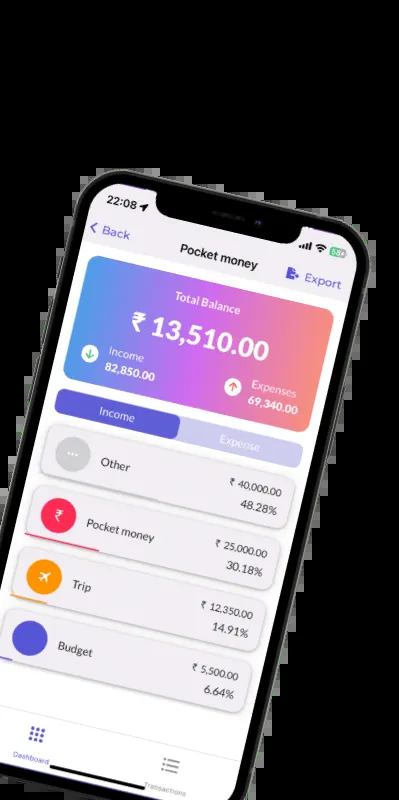 22:08
Back
Pocket money
Export
Total Balance
₹ 13,510.00
Income
82,850.00
Expenses
69,340.00
Income
Expense
Other
₹ 40,000.00
48.28%
Pocket money
₹ 25,000.00
30.18%
Trip
₹ 12,350.00
14.91%
Budget
₹ 5,500.00
6.64%
Dashboard
Transactions